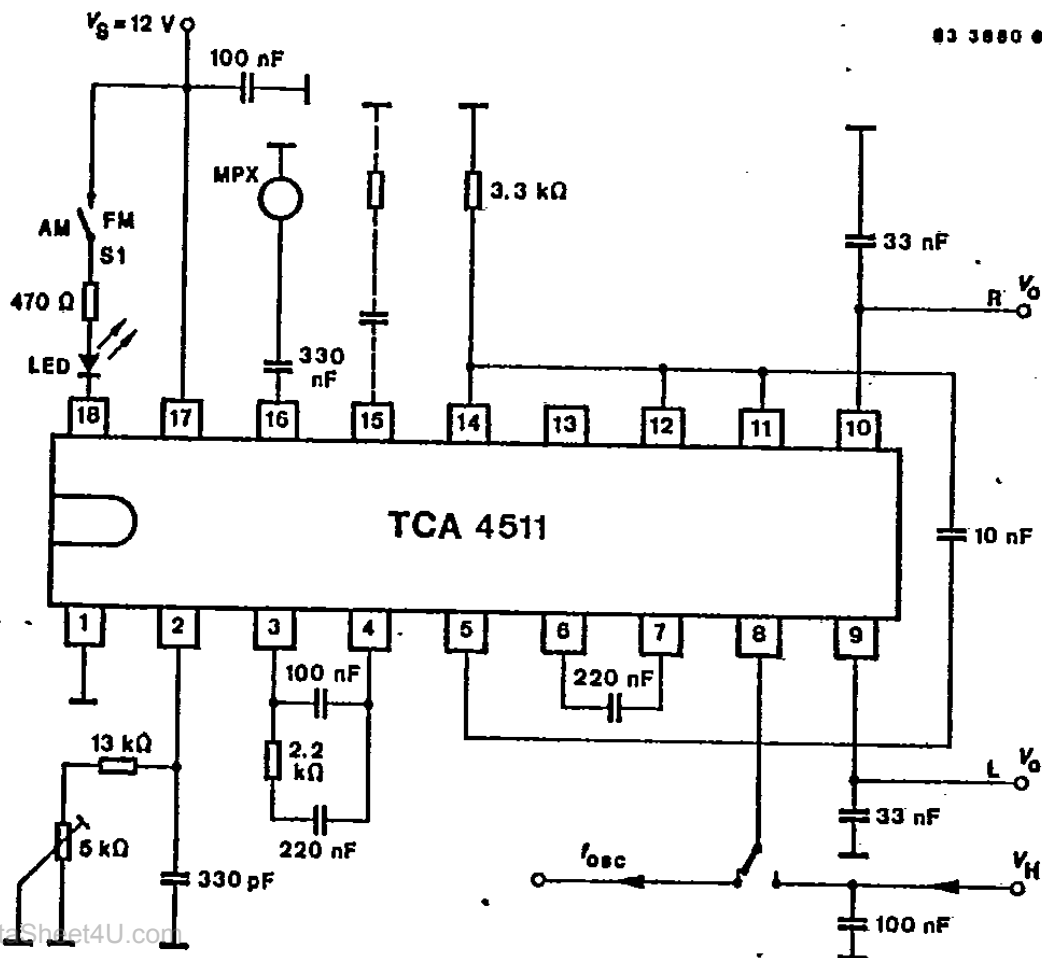 V_S = 12 V
100 nF
MPX
3.3 kΩ
33 nF
AM FM
S1
R V_o
470 Ω
LED
330
nF
18 17 16 15 14 13 12 11 10
TCA 4511
10 nF
1 2 3 4 5 6 7 8 9
100 nF
220 nF
13 kΩ
2.2
kΩ
L V_o
5 kΩ
220 nF
33 nF
330 pF
f_osc
V_H
100 nF
taSheet4U.com